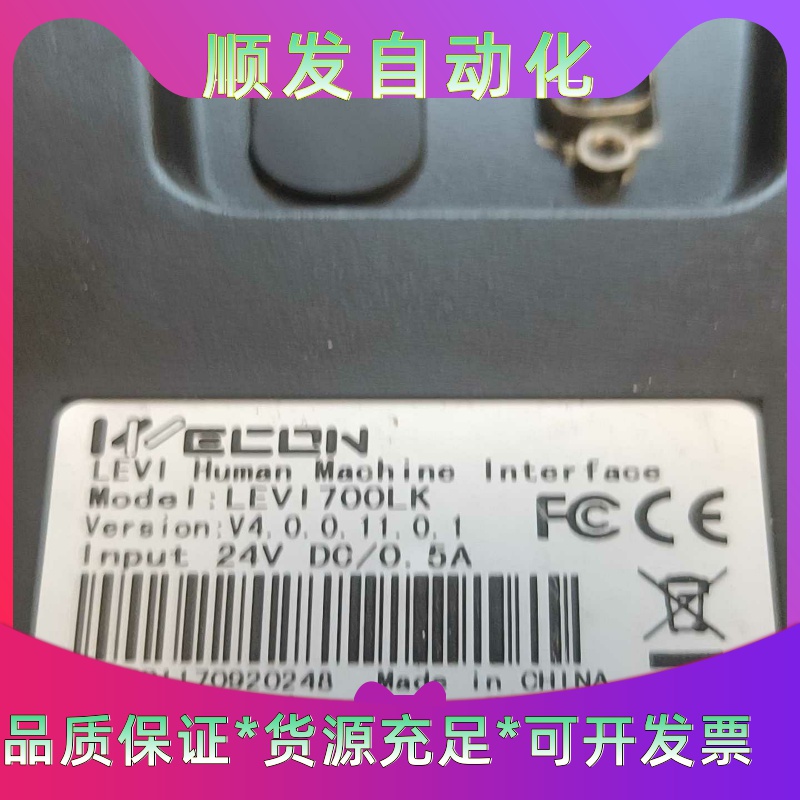 顺发自动化
WECON
LEVI Human Machine Interface
Model:LEVI700LK
Version:V4.0.0.11.0.1
Input 24V DC/0.5A
FC CE
170920248 Made in CHINA
品质保证*货源充足*可开发票